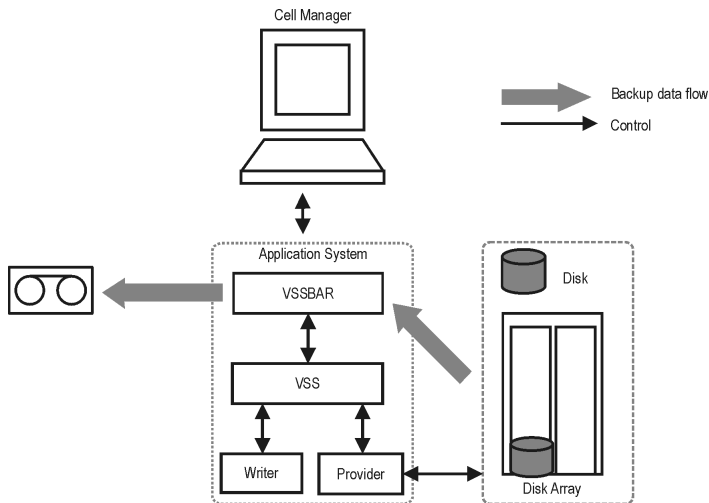 Cell Manager
Backup data flow
Control
Application System
VSSBAR
Disk
VSS
Writer
Provider
Disk Array